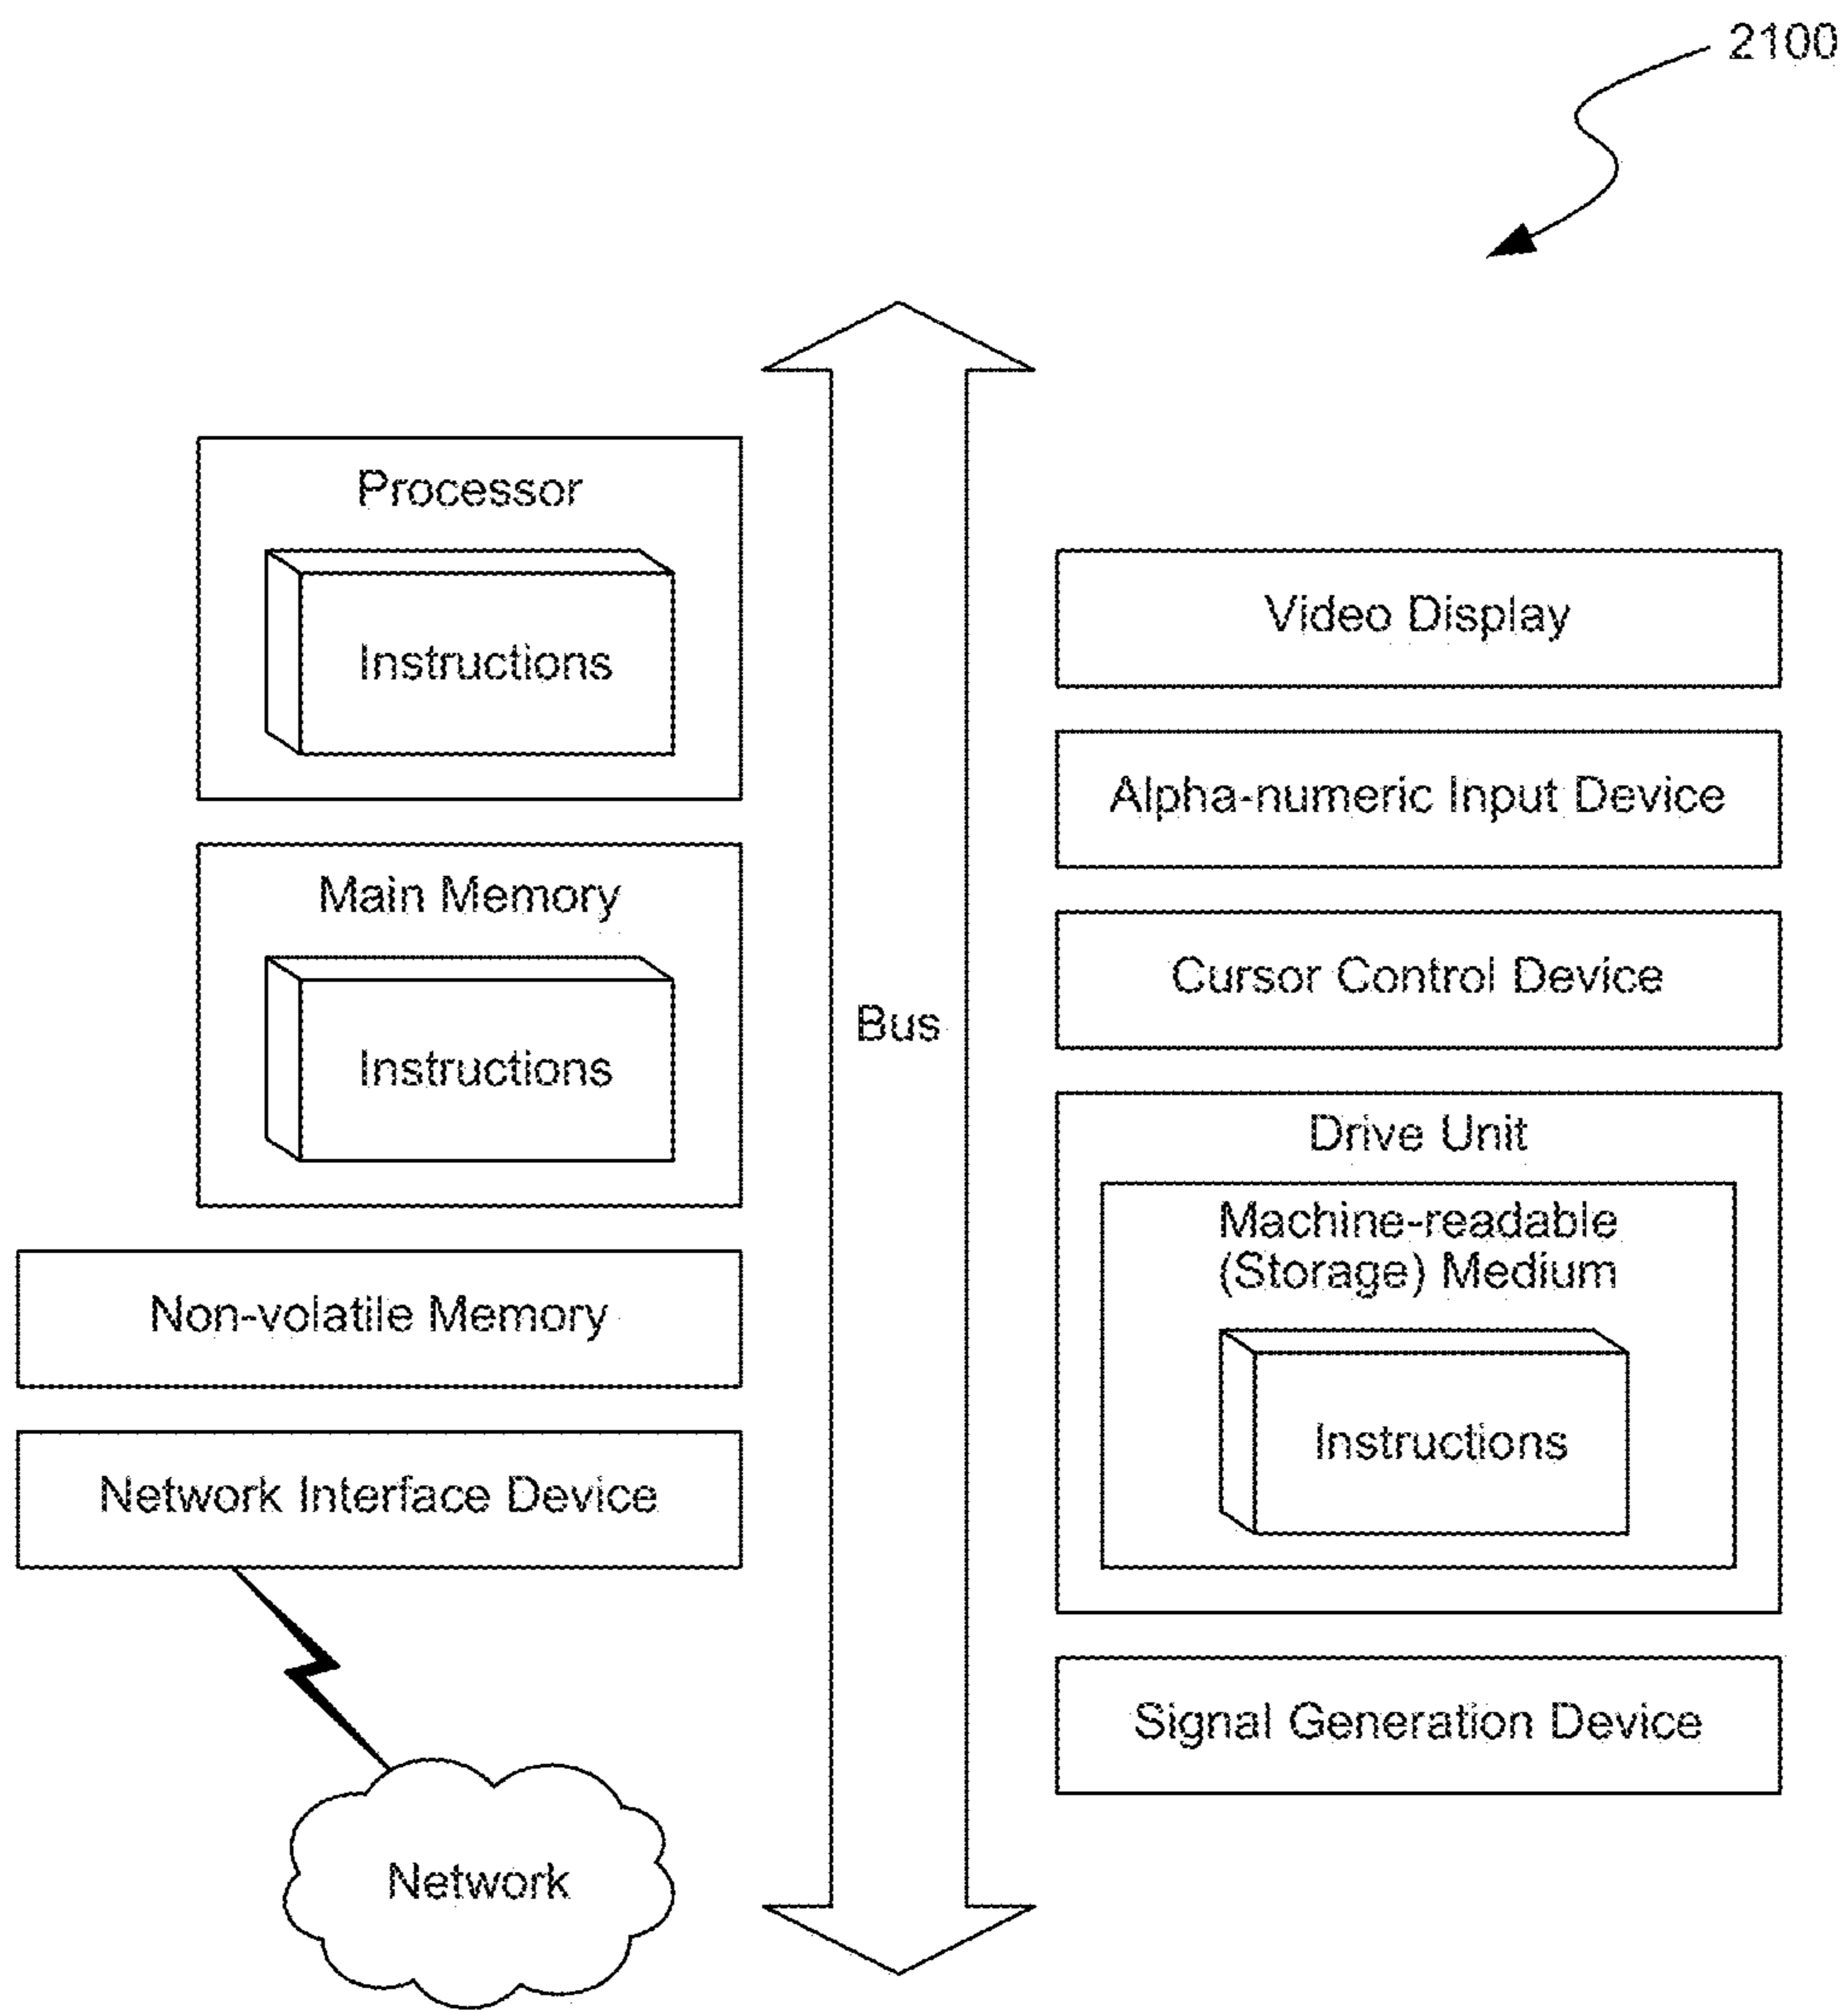 2100
Processor
Instructions
Main Memory
Instructions
Non-volatile Memory
Network Interface Device
Network
Bus
Video Display
Alpha-numeric Input Device
Cursor Control Device
Drive Unit
Machine-readable
(Storage) Medium
Instructions
Signal Generation Device